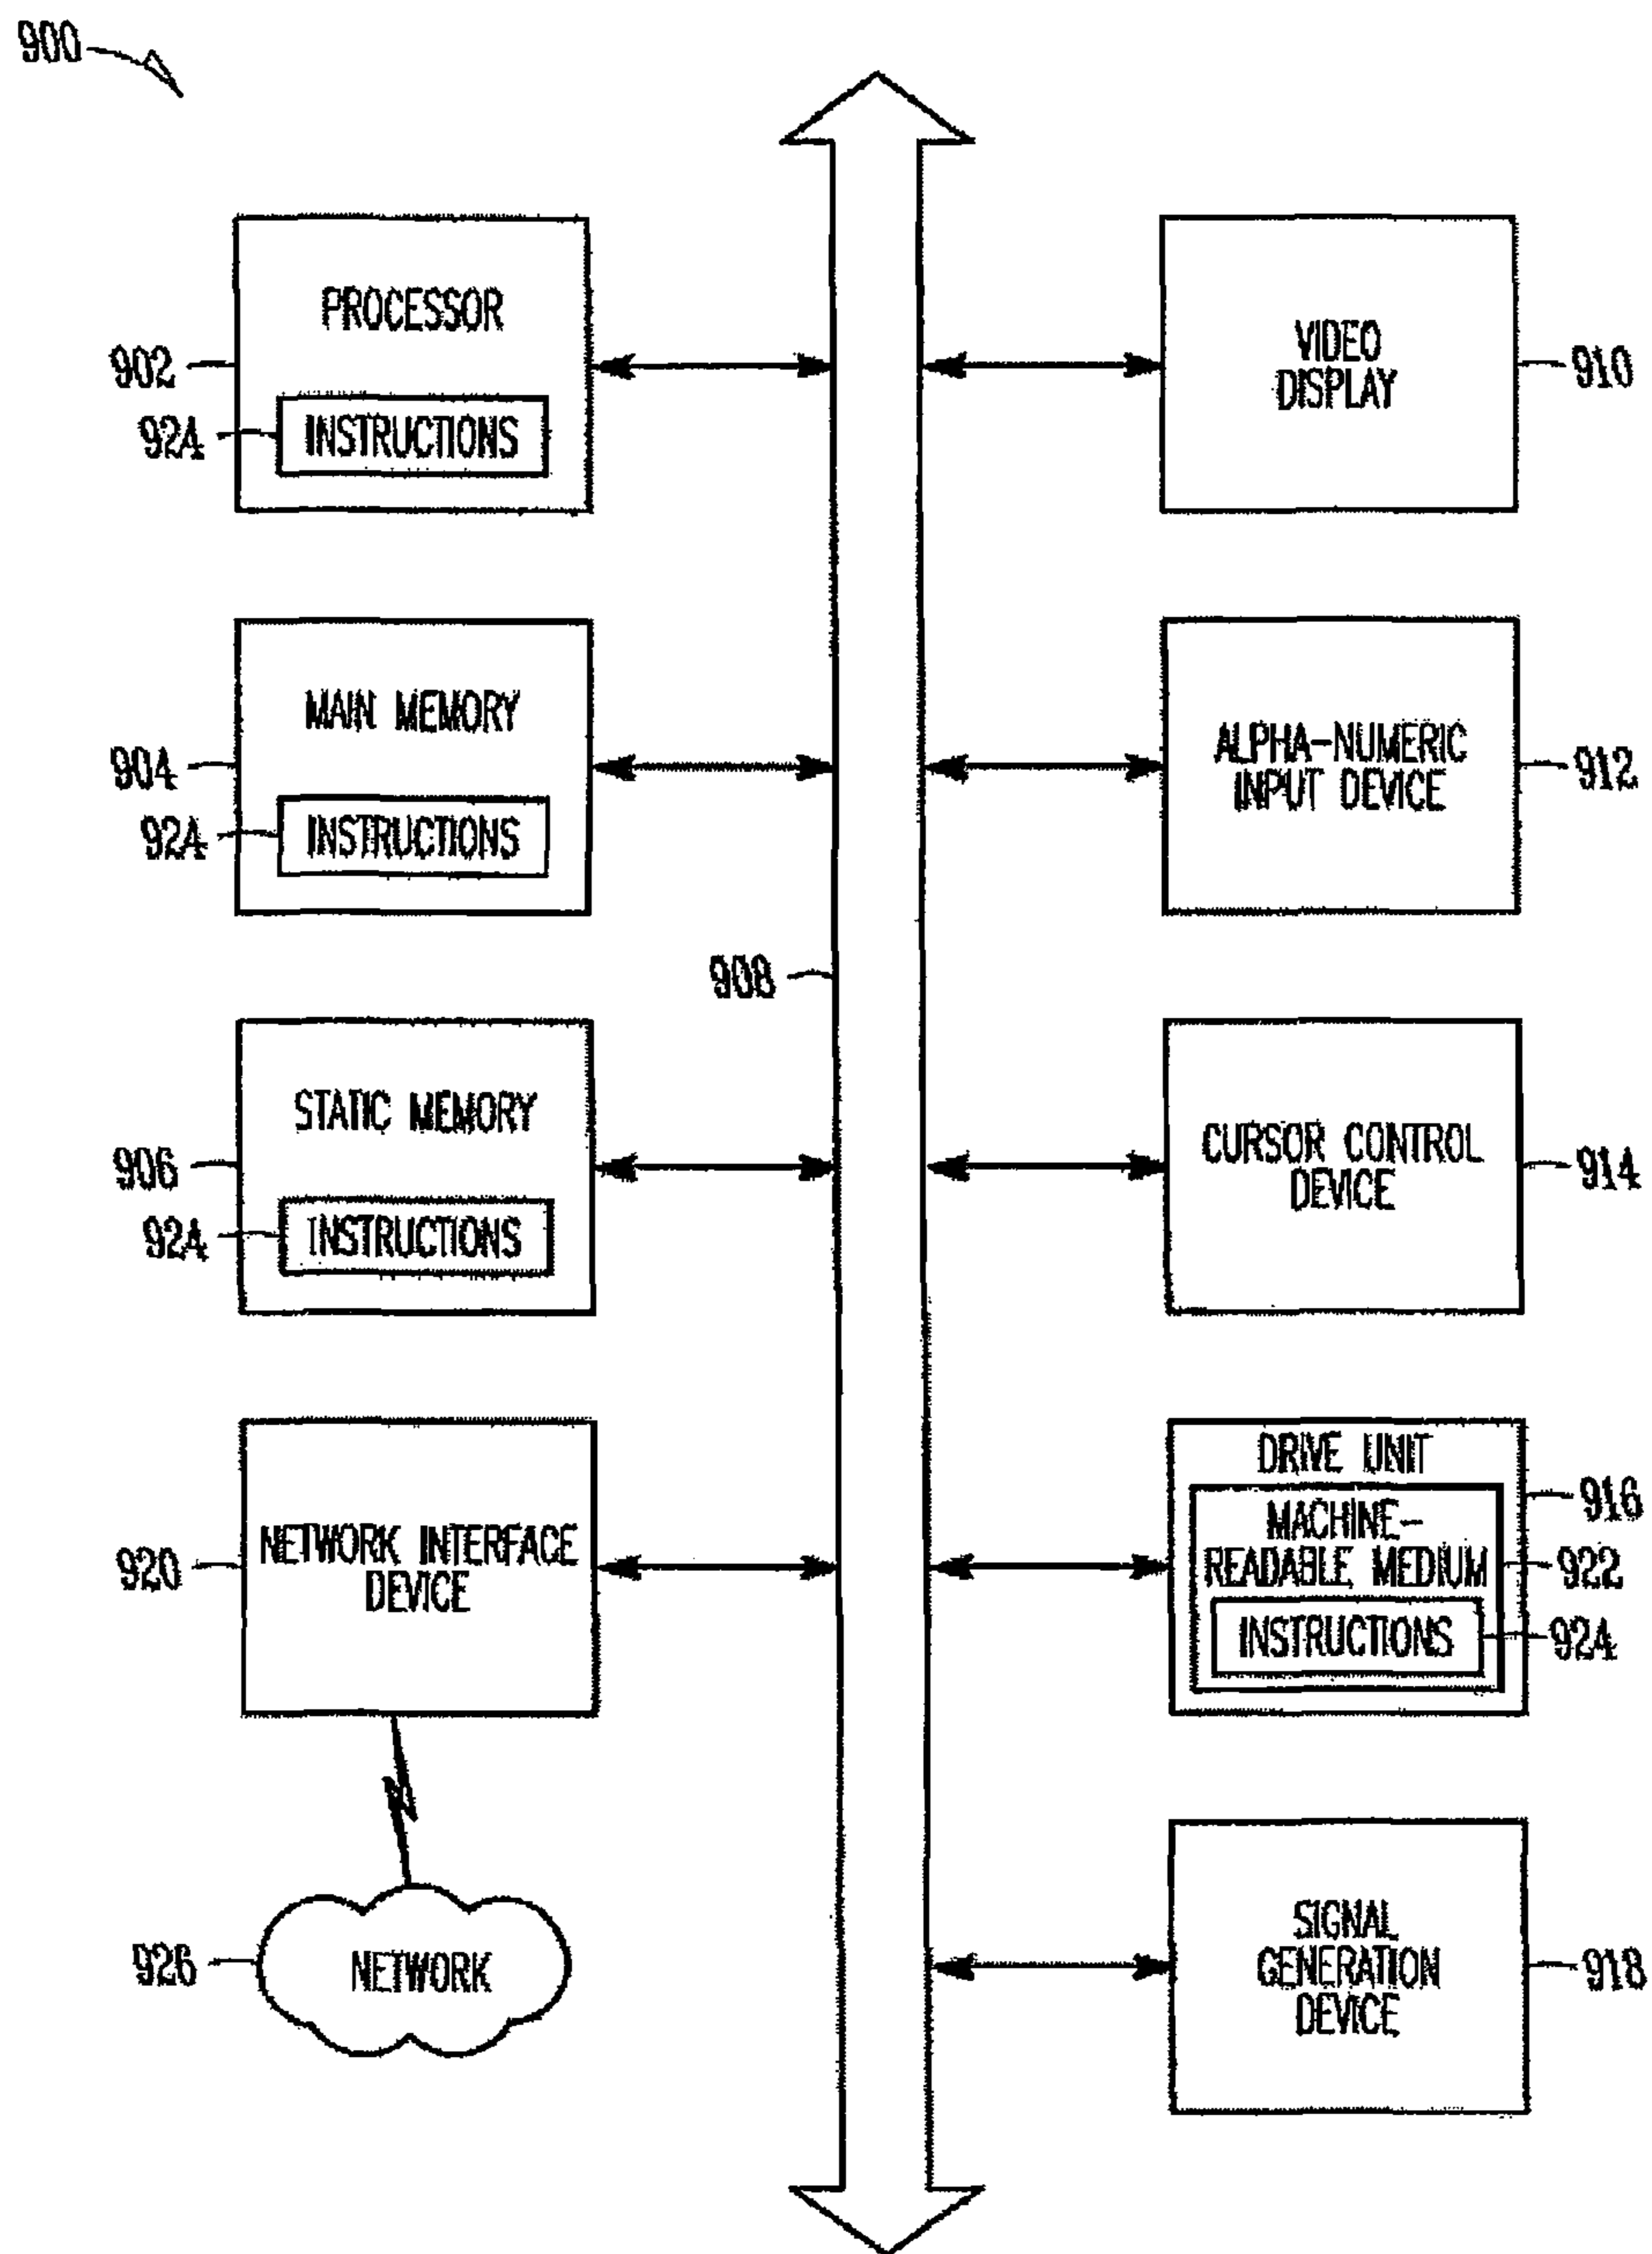 900
PROCESSOR
902
924
INSTRUCTIONS
MAIN MEMORY
904
924
INSTRUCTIONS
908
STATIC MEMORY
906
924
INSTRUCTIONS
920
NETWORK INTERFACE
DEVICE
926
NETWORK
VIDEO
DISPLAY
910
ALPHA-NUMERIC
INPUT DEVICE
912
CURSOR CONTROL
DEVICE
914
DRIVE UNIT
916
MACHINE-
READABLE MEDIUM
922
INSTRUCTIONS
924
SIGNAL
GENERATION
DEVICE
918